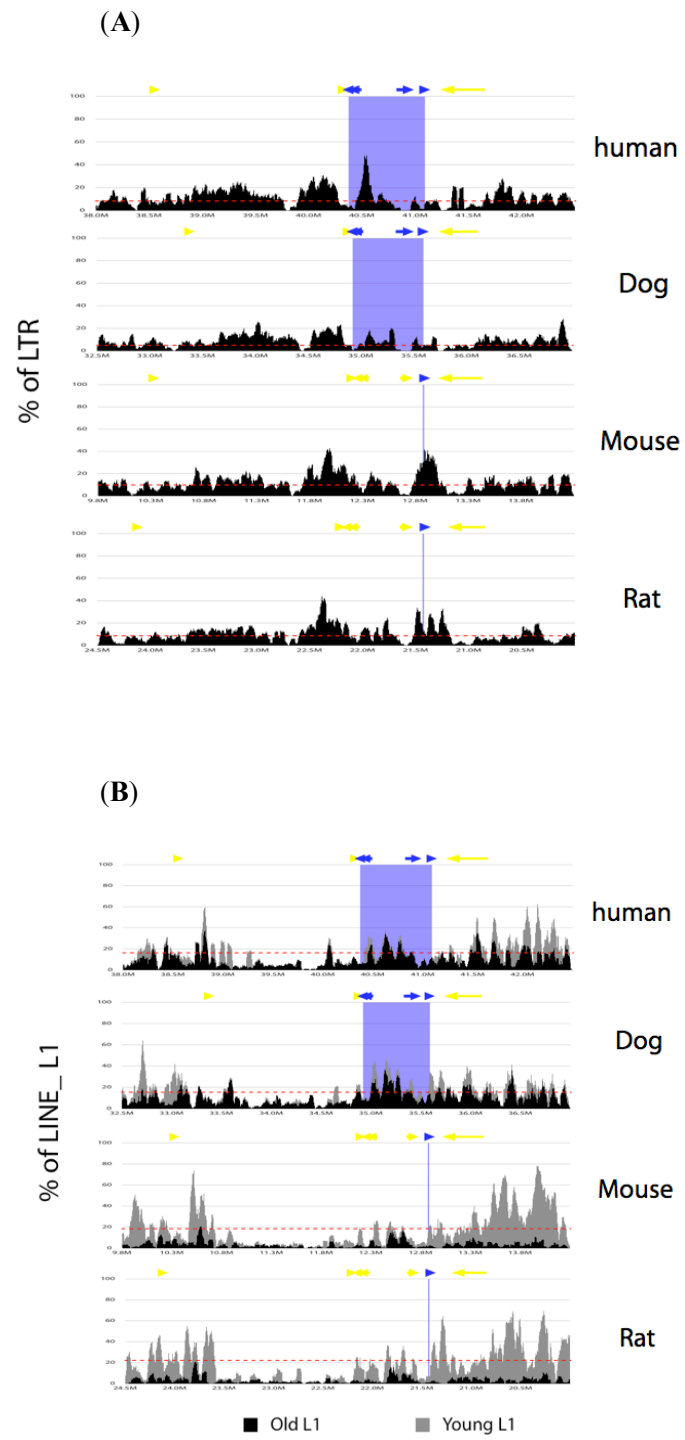 (A)
100
80
60
40
20
0
38.0M 38.5M 39.0M 39.5M 40.0M 40.5M 41.0M 41.5M 42.0M
human
100
80
60
40
20
0
32.5M 33.0M 33.5M 34.0M 34.5M 35.0M 35.5M 36.0M 36.5M
Dog
% of LTR
100
80
60
40
20
0
9.8M 10.3M 10.8M 11.3M 11.8M 12.3M 12.8M 13.3M 13.8M
Mouse
100
80
60
40
20
0
24.5M 24.0M 23.5M 23.0M 22.5M 22.0M 21.5M 21.0M 20.5M
Rat
(B)
100
80
60
40
20
0
38.0M 38.5M 39.0M 39.5M 40.0M 40.5M 41.0M 41.5M 42.0M
human
100
80
60
40
20
0
32.5M 33.0M 33.5M 34.0M 34.5M 35.0M 35.5M 36.0M 36.5M
Dog
% of LINE_ L1
100
80
60
40
20
0
9.8M 10.3M 10.8M 11.3M 11.8M 12.3M 12.8M 13.3M 13.8M
Mouse
100
80
60
40
20
0
24.5M 24.0M 23.5M 23.0M 22.5M 22.0M 21.5M 21.0M 20.5M
Rat
Old L1 Young L1